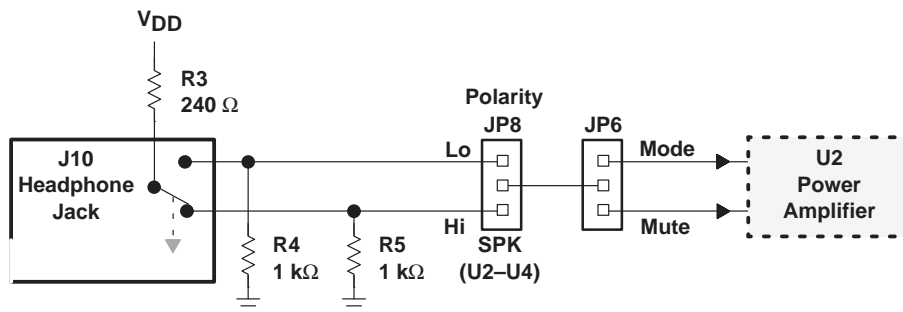 VDD
R3
240 Ω
J10
Headphone
Jack
Polarity
JP8
JP6
Lo
Hi
SPK
(U2–U4)
R4
1 kΩ
R5
1 kΩ
Mode
Mute
U2
Power
Amplifier